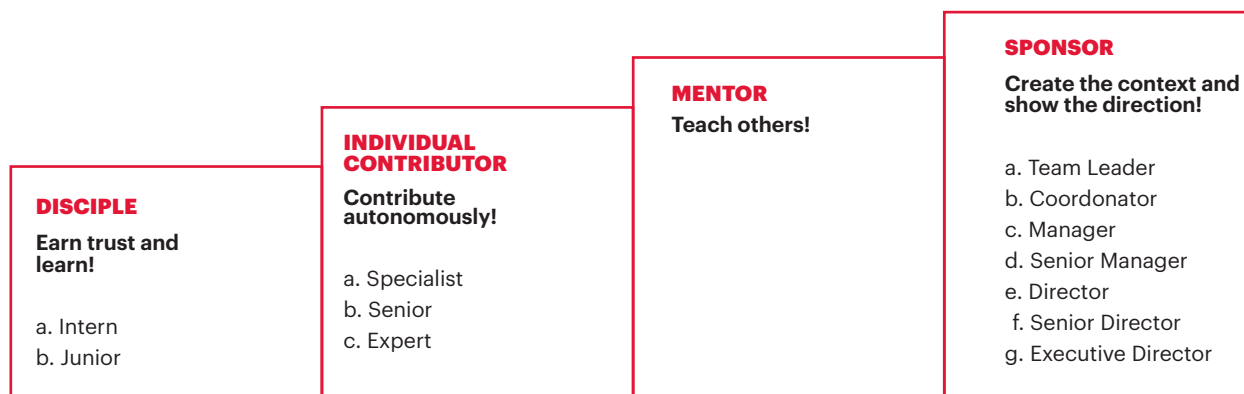 DISCIPLE
Earn trust and
learn!
a. Intern
b. Junior
INDIVIDUAL
CONTRIBUTOR
Contribute
autonomously!
a. Specialist
b. Senior
c. Expert
MENTOR
Teach others!
SPONSOR
Create the context and
show the direction!
a. Team Leader
b. Coordonator
c. Manager
d. Senior Manager
e. Director
f. Senior Director
g. Executive Director